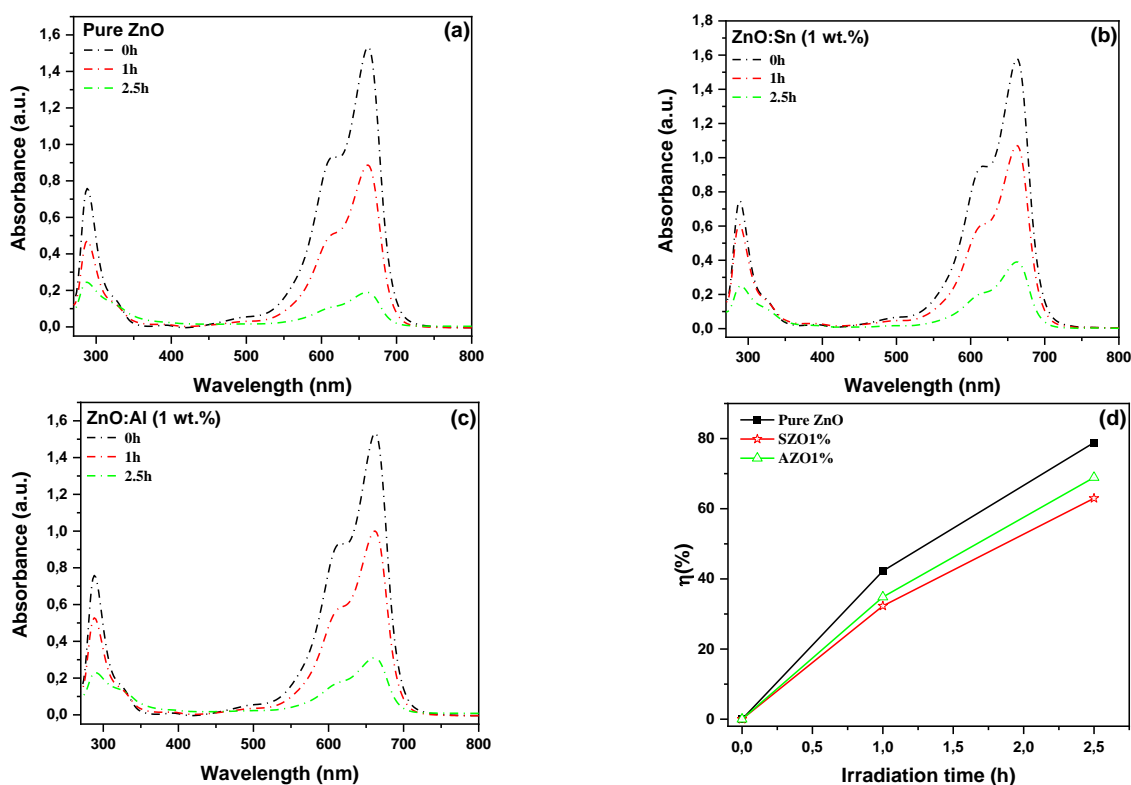 Pure ZnO
(a)
0h
1h
2.5h
1,6
1,4
1,2
1,0
0,8
0,6
0,4
0,2
0,0
Absorbance (a.u.)
300 400 500 600 700 800
Wavelength (nm)
ZnO:Sn (1 wt.%)
(b)
0h
1h
2.5h
1,8
1,6
1,4
1,2
1,0
0,8
0,6
0,4
0,2
0,0
Absorbance (a.u.)
300 400 500 600 700 800
Wavelength (nm)
ZnO:Al (1 wt.%)
(c)
0h
1h
2.5h
1,6
1,4
1,2
1,0
0,8
0,6
0,4
0,2
0,0
Absorbance (a.u.)
300 400 500 600 700 800
Wavelength (nm)
(d)
Pure ZnO
SZO1%
AZO1%
80
60
40
20
0
η(%)
0,0 0,5 1,0 1,5 2,0 2,5
Irradiation time (h)